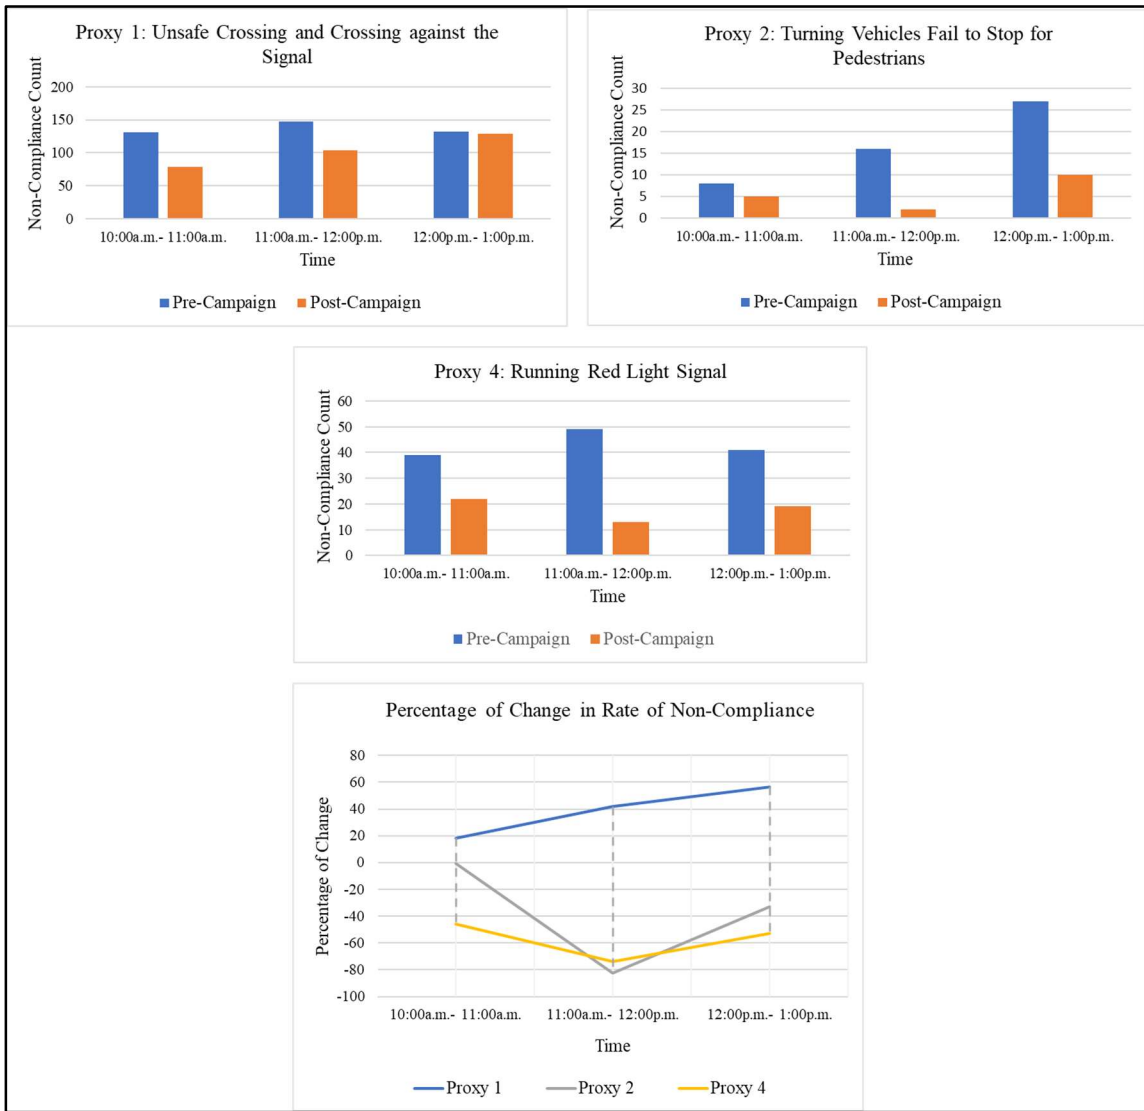 Proxy 1: Unsafe Crossing and Crossing against the
Signal
Non-Compliance Count
200
150
100
50
0
10:00a.m.- 11:00a.m. 11:00a.m.- 12:00p.m. 12:00p.m.- 1:00p.m.
Time
Pre-Campaign Post-Campaign
Proxy 2: Turning Vehicles Fail to Stop for
Pedestrians
Non-Compliance Count
30
25
20
15
10
5
0
10:00a.m.- 11:00a.m. 11:00a.m.- 12:00p.m. 12:00p.m.- 1:00p.m.
Time
Pre-Campaign Post-Campaign
Proxy 4: Running Red Light Signal
Non-Compliance Count
60
50
40
30
20
10
0
10:00a.m.- 11:00a.m. 11:00a.m.- 12:00p.m. 12:00p.m.- 1:00p.m.
Time
Pre-Campaign Post-Campaign
Percentage of Change in Rate of Non-Compliance
Percentage of Change
80
60
40
20
0
-20
-40
-60
-80
-100
10:00a.m.- 11:00a.m. 11:00a.m.- 12:00p.m. 12:00p.m.- 1:00p.m.
Time
Proxy 1 Proxy 2 Proxy 4